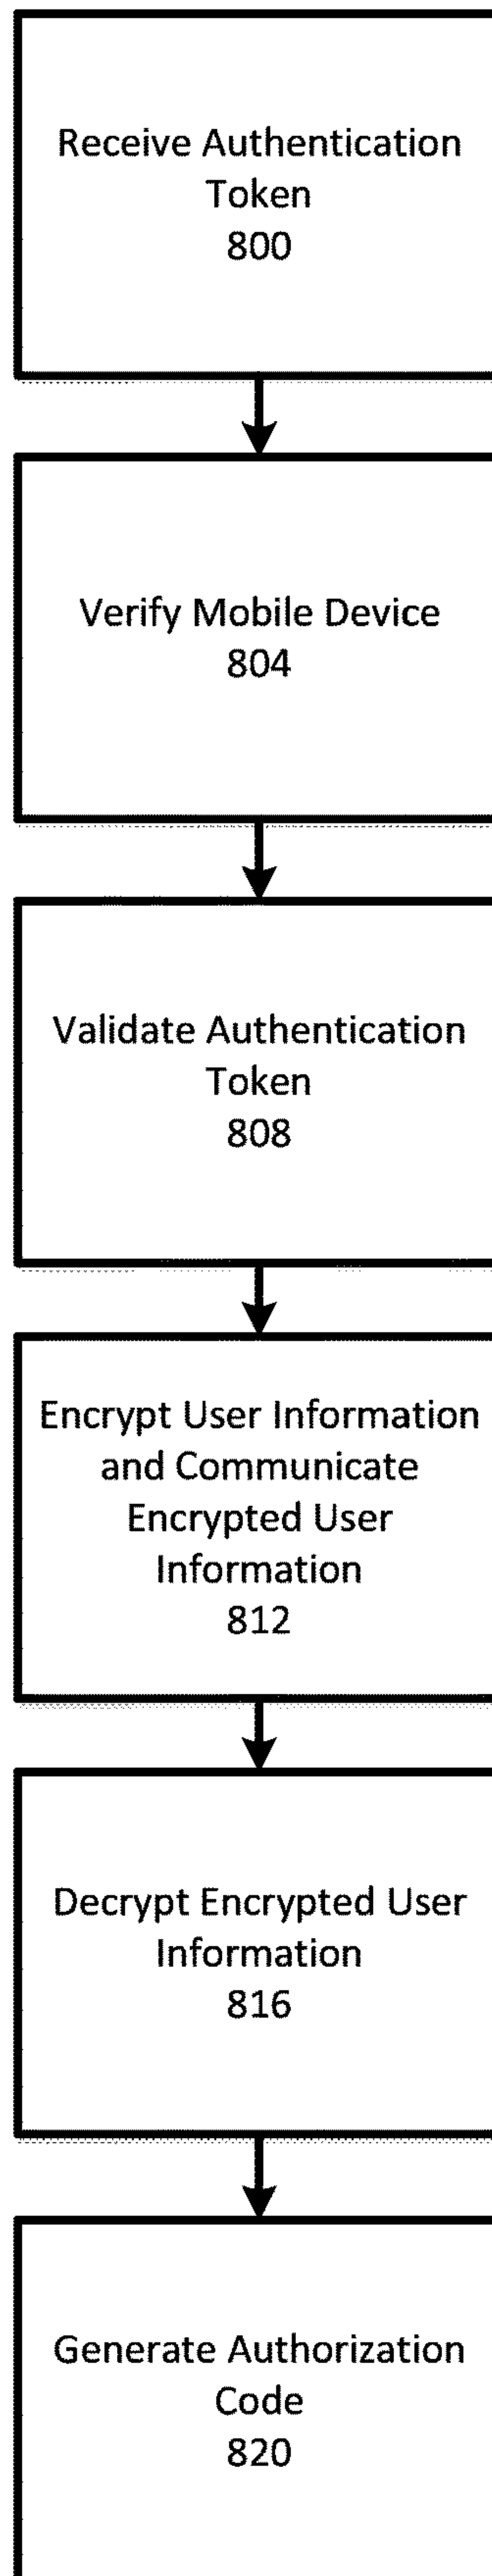 Receive Authentication
Token
800
Verify Mobile Device
804
Validate Authentication
Token
808
Encrypt User Information
and Communicate
Encrypted User
Information
812
Decrypt Encrypted User
Information
816
Generate Authorization
Code
820